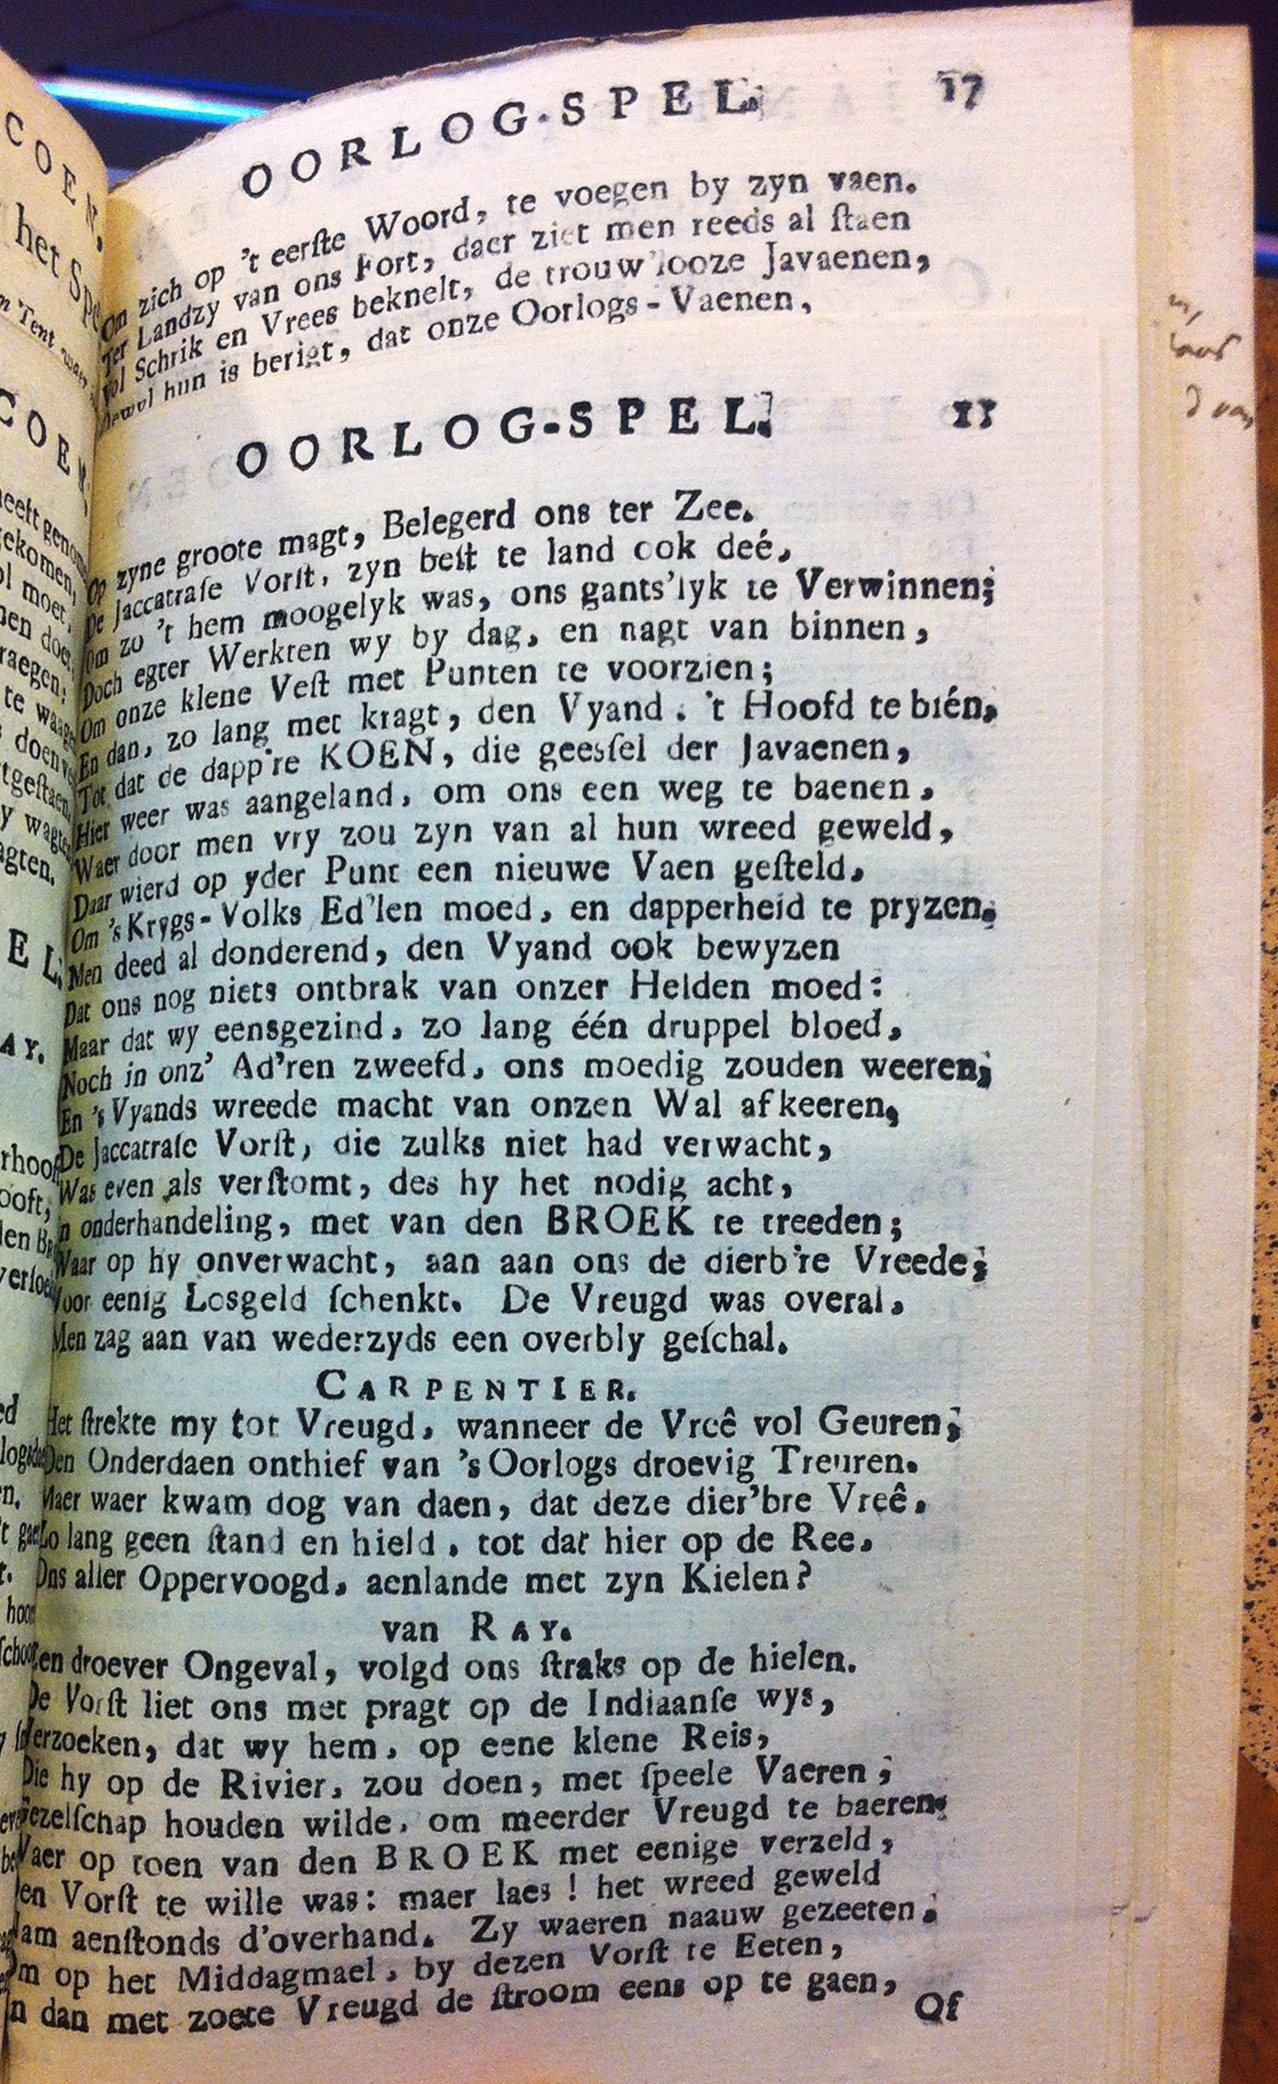 OORLOG-SPEL. 17
Om zich op 't eerſte Woord, te voegen by zyn vaen.
Ter Landzy van ons Fort, daer ziet men reeds al ſtaen
Vol Schrik en Vrees beknelt, de trouw'looze Javaenen,
hun is berigt, dat onze Oorlogs-Vaenen,
OORLOG-SPEL. 11
Op zyne groote magt, Belegerd ons ter Zee.
De Jaccatraſe Vorſt, zyn beſt te land ook deé,
Om zo 't hem moogelyk was, ons gants'lyk te Verwinnen;
Doch egter Werkten wy by dag, en nagt van binnen,
Om onze klene Veſt met Punten te voorzien;
En dan, zo lang met kragt, den Vyand. 't Hoofd te bién,
Tot dat de dapp're KOEN, die geesſel der Javaenen,
Hier weer was aangeland, om ons een weg te baenen,
Waer door men vry zou zyn van al hun wreed geweld,
Daar wierd op yder Punt een nieuwe Vaen geſteld,
Om 's Krygs-Volks Ed'len moed, en dapperheid te pryzen.
Men deed al donderend, den Vyand ook bewyzen
Dat ons nog niets ontbrak van onzer Helden moed:
Maar dat wy eensgezind, zo lang één druppel bloed,
Noch in onz' Ad'ren zweefd, ons moedig zouden weeren;
En 's Vyands wreede macht van onzen Wal afkeeren,
De Jaccatraſe Vorſt, die zulks niet had verwacht,
Was even als verſtomt, des hy het nodig acht,
In onderhandeling, met van den BROEK te treeden;
Waar op hy onverwacht, aan aan ons de dierb're Vreede;
Voor eenig Losgeld ſchenkt. De Vreugd was overal,
Men zag aan van wederzyds een overbly geſchal.
CARPENTIER.
Het ſtrekte my tot Vreugd, wanneer de Vreê vol Geuren;
Den Onderdaen onthief van 's Oorlogs droevig Treuren.
Maer waer kwam dog van daen, dat deze dier'bre Vreê,
Zo lang geen ſtand en hield, tot dat hier op de Ree,
Ons aller Oppervoogd, aenlande met zyn Kielen?
van RAY.
Een droever Ongeval, volgd ons ſtraks op de hielen.
De Vorſt liet ons met pragt op de Indiaanſe wys,
Verzoeken, dat wy hem, op eene klene Reis,
Die hy op de Rivier, zou doen, met ſpeele Vaeren;
Gezelſchap houden wilde, om meerder Vreugd te baeren;
Waer op toen van den BROEK met eenige verzeld,
Den Vorſt te wille was: maer laes! het wreed geweld
Nam aenſtonds d'overhand. Zy waeren naauw gezeeten.
Om op het Middagmael, by dezen Vorſt te Eeten,
En dan met zoete Vreugd de ſtroom eens op te gaen,
Of